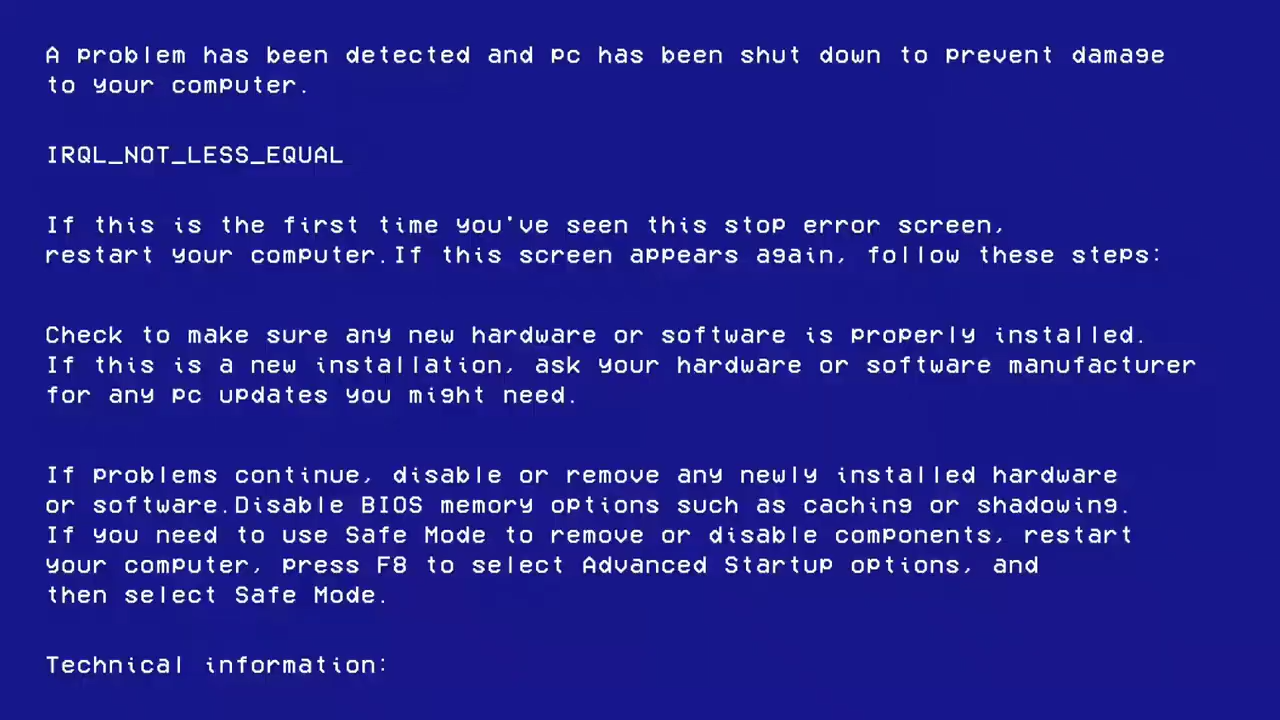 A problem has been detected and pc has been shut down to prevent damage
to your computer.
IRQL_NOT_LESS_EQUAL
If this is the first time you've seen this stop error screen,
restart your computer.If this screen appears again, follow these steps:
Check to make sure any new hardware or software is properly installed.
If this is a new installation, ask your hardware or software manufacturer
for any pc updates you might need.
If problems continue, disable or remove any newly installed hardware
or software.Disable BIOS memory options such as caching or shadowing.
If you need to use Safe Mode to remove or disable components, restart
your computer, press F8 to select Advanced Startup options, and
then select Safe Mode.
Technical information: